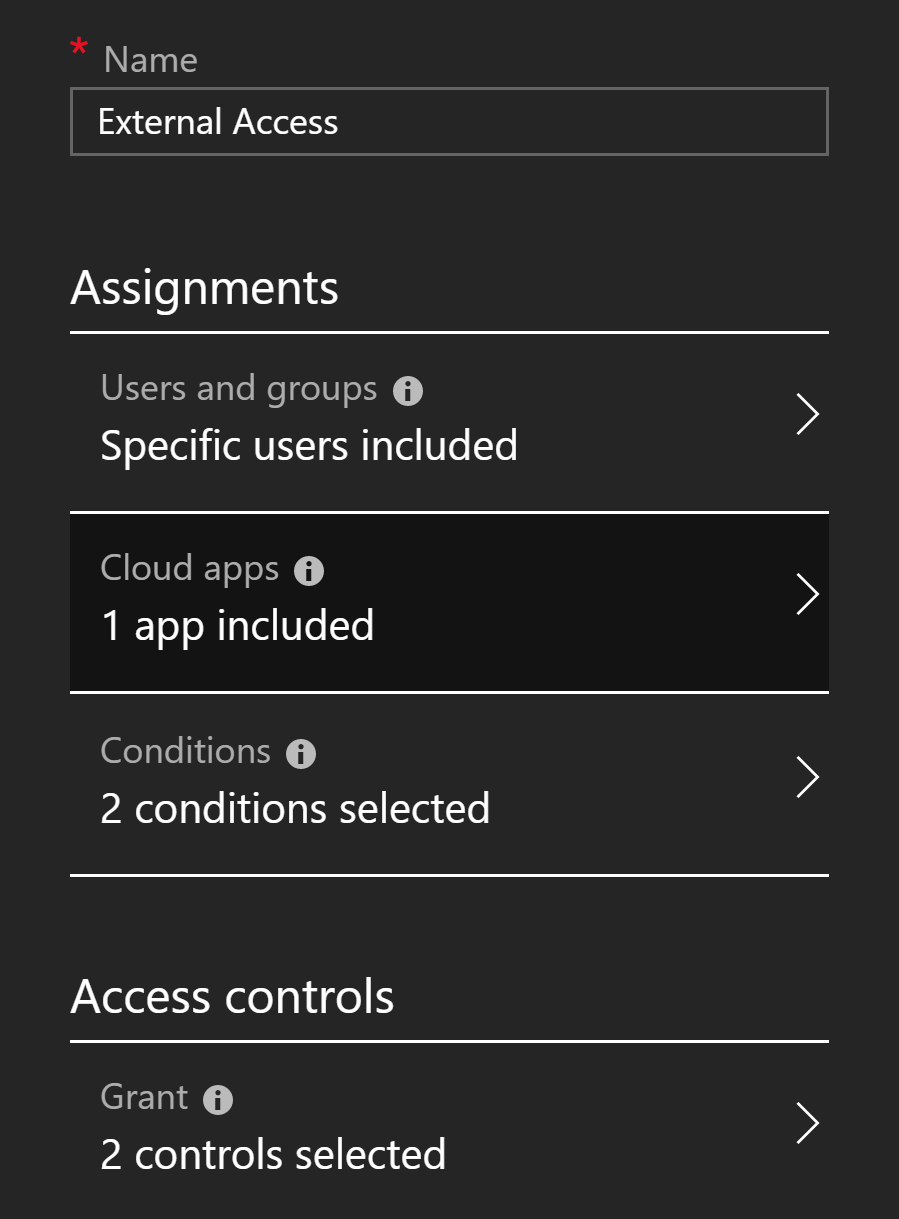 * Name
External Access
Assignments
Users and groups
Specific users included
Cloud apps
1 app included
Conditions
2 conditions selected
Access controls
Grant
2 controls selected